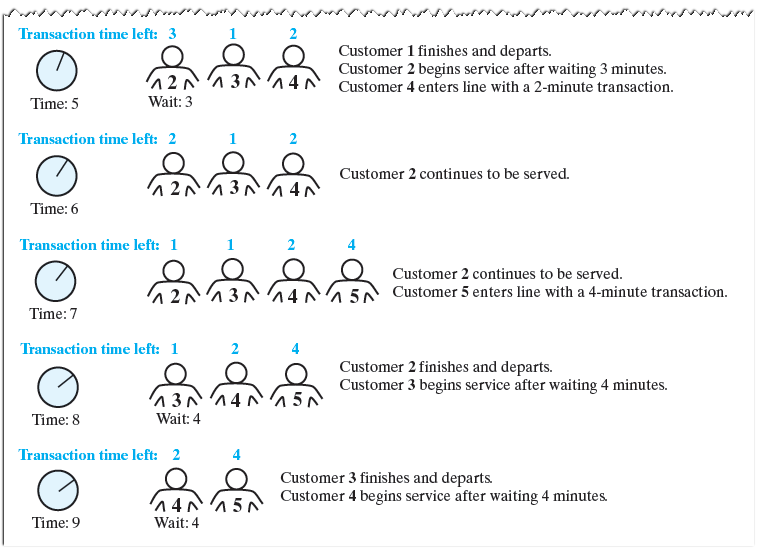 Transaction time left: 3 1 2
2 3 4
Customer 1 finishes and departs.
Customer 2 begins service after waiting 3 minutes.
Customer 4 enters line with a 2-minute transaction.
Time: 5
Wait: 3
Transaction time left: 2 1 2
2 3 4
Customer 2 continues to be served.
Time: 6
Transaction time left: 1 1 2 4
2 3 4 5
Customer 2 continues to be served.
Customer 5 enters line with a 4-minute transaction.
Time: 7
Transaction time left: 1 2 4
3 4 5
Customer 2 finishes and departs.
Customer 3 begins service after waiting 4 minutes.
Time: 8
Wait: 4
Transaction time left: 2 4
4 5
Customer 3 finishes and departs.
Customer 4 begins service after waiting 4 minutes.
Time: 9
Wait: 4